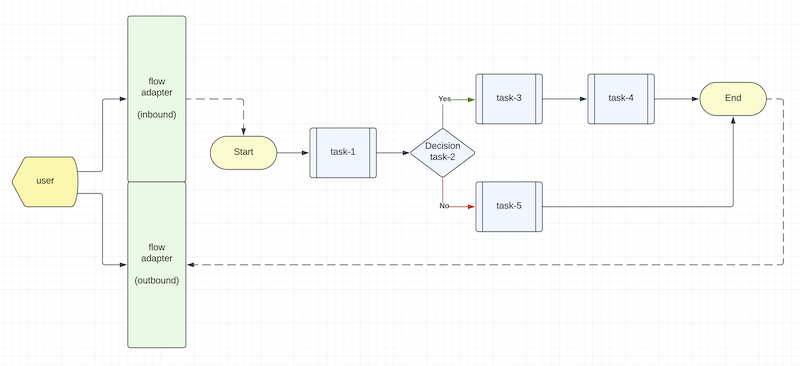 flow
adapter
(inbound)
Yes
task-3
task-4
End
Start
task-1
Decision
task-2
user
No
task-5
flow
adapter
(outbound)